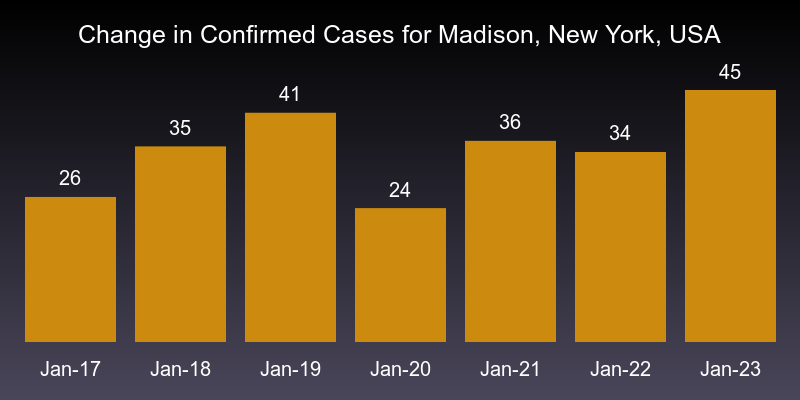 Change in Confirmed Cases for Madison, New York, USA
26
35
41
24
36
34
45
Jan-17
Jan-18
Jan-19
Jan-20
Jan-21
Jan-22
Jan-23